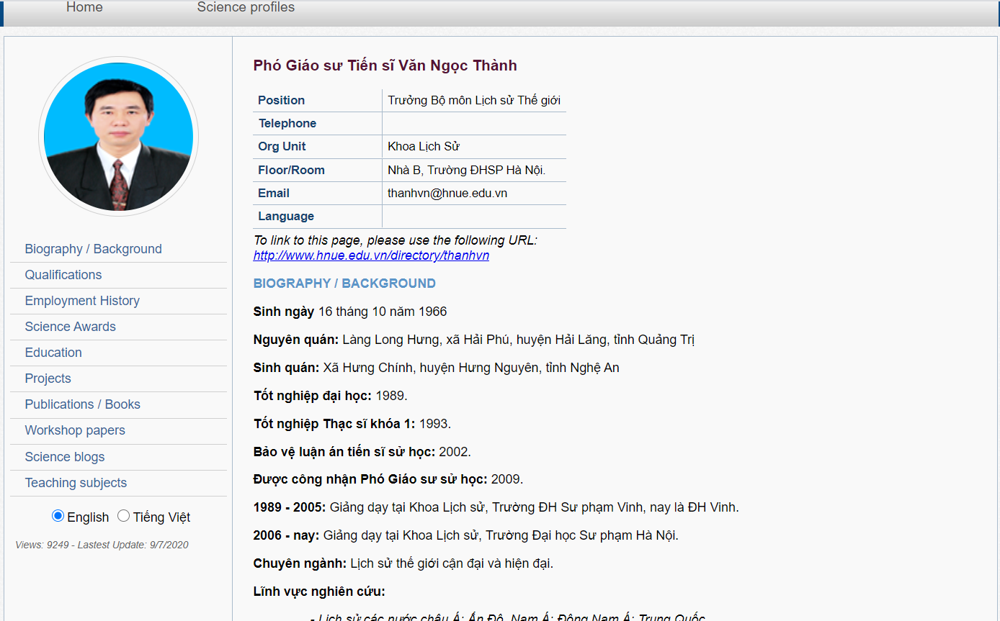 Home
Science profiles
Phó Giáo sư Tiến sĩ Văn Ngọc Thành
Position Trưởng Bộ môn Lịch sử Thế giới
Telephone
Org Unit Khoa Lịch Sử
Floor/Room Nhà B, Trường ĐHSP Hà Nội.
Email thanhvn@hnue.edu.vn
Language
To link to this page, please use the following URL:
http://www.hnue.edu.vn/directory/thanhvn
BIOGRAPHY / BACKGROUND
Sinh ngày 16 tháng 10 năm 1966
Nguyên quán: Làng Long Hưng, xã Hải Phú, huyện Hải Lăng, tỉnh Quảng Trị
Sinh quán: Xã Hưng Chính, huyện Hưng Nguyên, tỉnh Nghệ An
Tốt nghiệp đại học: 1989.
Tốt nghiệp Thạc sĩ khóa 1: 1993.
Bảo vệ luận án tiến sĩ sử học: 2002.
Được công nhận Phó Giáo sư sử học: 2009.
1989 - 2005: Giảng dạy tại Khoa Lịch sử, Trường ĐH Sư phạm Vinh, nay là ĐH Vinh.
2006 - nay: Giảng dạy tại Khoa Lịch sử, Trường Đại học Sư phạm Hà Nội.
Chuyên ngành: Lịch sử thế giới cận đại và hiện đại.
Lĩnh vực nghiên cứu:
- Lịch sử các nước châu Á: Ấn Độ, Nam Á; Đông Nam Á; Trung Quốc
Biography / Background
Qualifications
Employment History
Science Awards
Education
Projects
Publications / Books
Workshop papers
Science blogs
Teaching subjects
English Tiếng Việt
Views: 9249 - Lastest Update: 9/7/2020